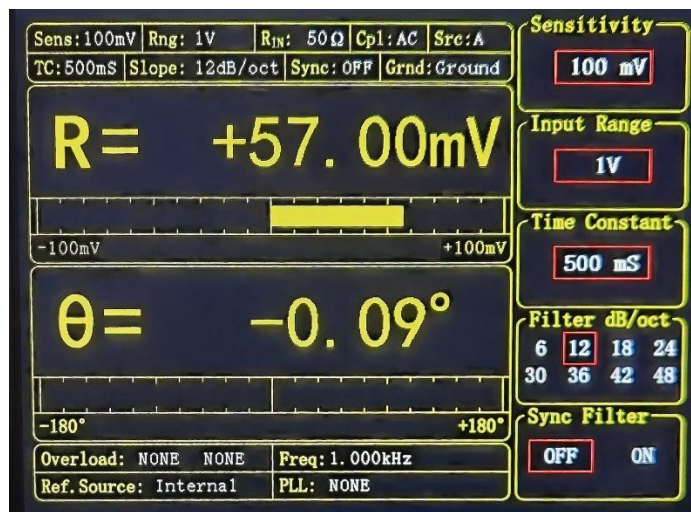 Sens:100mV Rng: 1V RIN: 50Ω Cpl:AC Src:A
TC:500mS Slope: 12dB/oct Sync:OFF Grnd:Ground
R= +57.00mV
-100mV +100mV
θ= -0.09°
-180° +180°
Overload: NONE NONE Freq:1.000kHz
Ref.Source: Internal PLL: NONE
Sensitivity
100 mV
Input Range
1V
Time Constant
500 mS
Filter dB/oct
6 12 18 24
30 36 42 48
Sync Filter
OFF ON